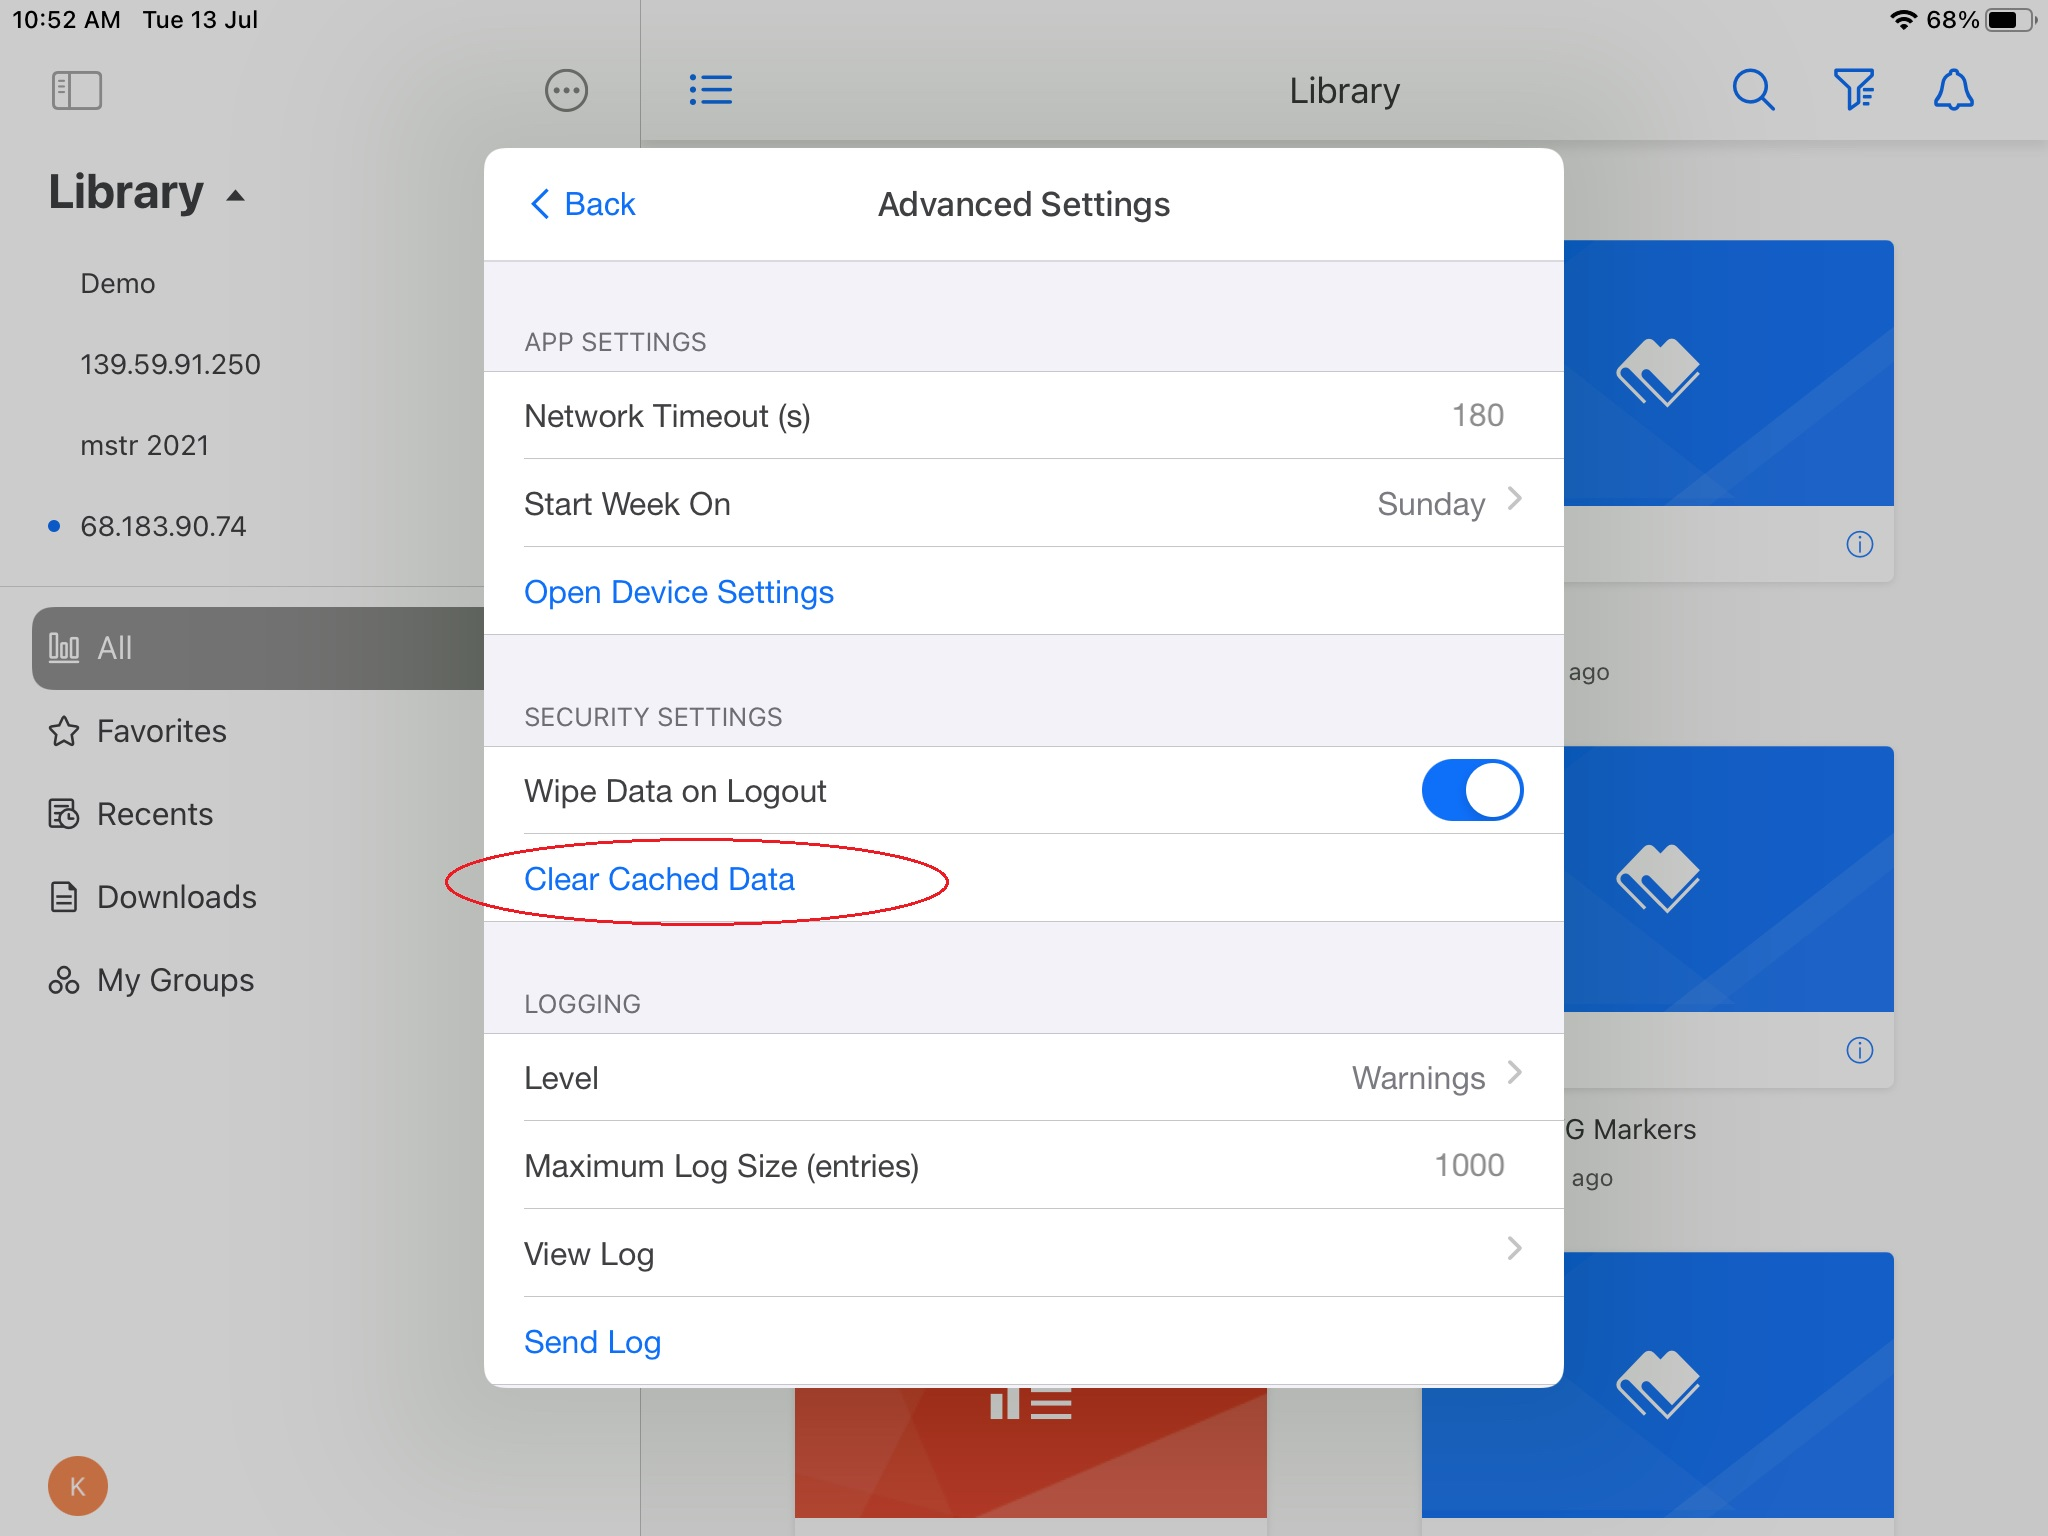 10:52 AM Tue 13 Jul
68%
Library
Library
Demo
139.59.91.250
mstr 2021
68.183.90.74
All
Favorites
Recents
Downloads
My Groups
K
Back
Advanced Settings
APP SETTINGS
Network Timeout (s) 180
Start Week On Sunday
Open Device Settings
SECURITY SETTINGS
Wipe Data on Logout
Clear Cached Data
LOGGING
Level Warnings
Maximum Log Size (entries) 1000
View Log
Send Log
ago
G Markers
ago